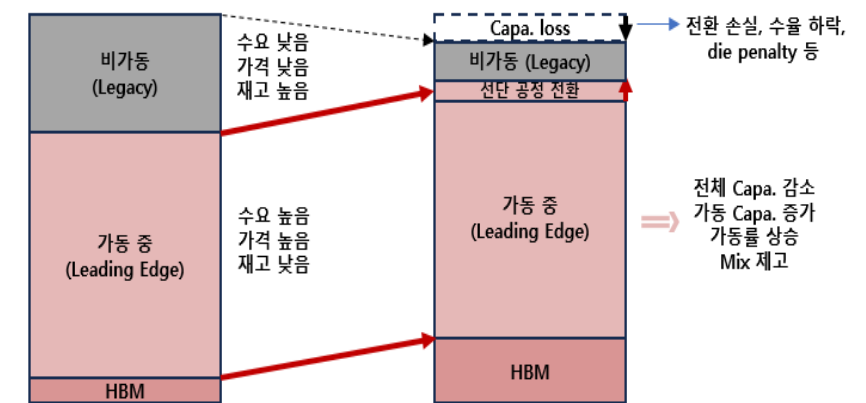 비가동
(Legacy)
가동 중
(Leading Edge)
HBM
수요 낮음
가격 낮음
재고 높음
수요 높음
가격 높음
재고 낮음
Capa. loss
비가동 (Legacy)
선단 공정 전환
가동 중
(Leading Edge)
HBM
전환 손실, 수율 하락,
die penalty 등
전체 Capa. 감소
가동 Capa. 증가
가동률 상승
Mix 제고